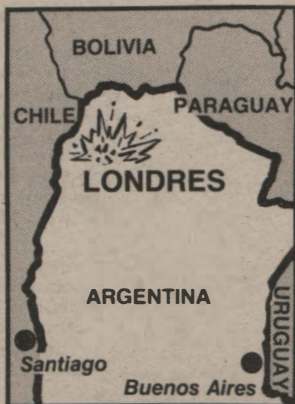 BOLIVIA
CHILE
PARAGUAY
LONDRES
ARGENTINA
URUGUAY
Santiago
Buenos Aires